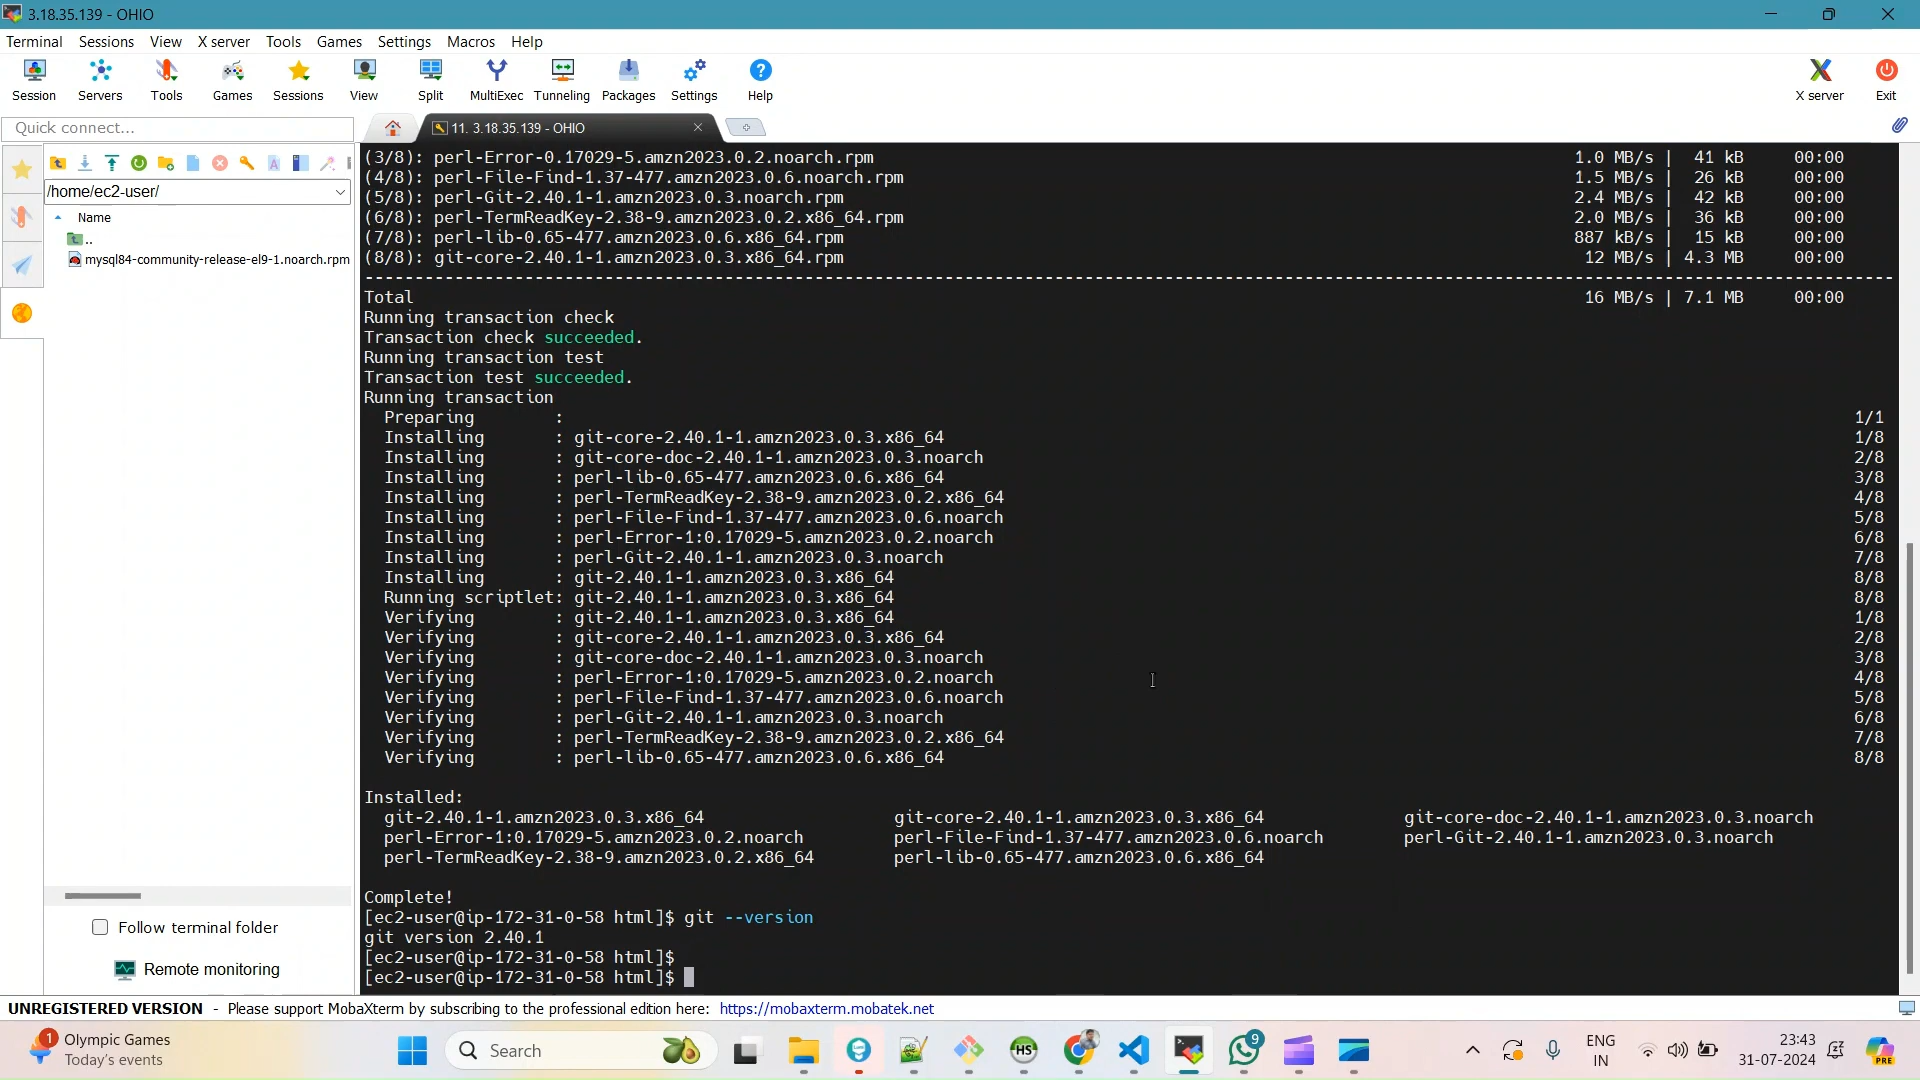 3.18.35.139 - OHIO
Terminal Sessions View X server Tools Games Settings Macros Help
Session Servers Tools Games Sessions View Split MultiExec Tunneling Packages Settings Help X server Exit
Quick connect...
11. 3.18.35.139 - OHIO
/home/ec2-user/
Name
..
mysql84-community-release-el9-1.noarch.rpm
(3/8): perl-Error-0.17029-5.amzn2023.0.2.noarch.rpm 1.0 MB/s | 41 kB 00:00
(4/8): perl-File-Find-1.37-477.amzn2023.0.6.noarch.rpm 1.5 MB/s | 26 kB 00:00
(5/8): perl-Git-2.40.1-1.amzn2023.0.3.noarch.rpm 2.4 MB/s | 42 kB 00:00
(6/8): perl-TermReadKey-2.38-9.amzn2023.0.2.x86_64.rpm 2.0 MB/s | 36 kB 00:00
(7/8): perl-lib-0.65-477.amzn2023.0.6.x86_64.rpm 887 kB/s | 15 kB 00:00
(8/8): git-core-2.40.1-1.amzn2023.0.3.x86_64.rpm 12 MB/s | 4.3 MB 00:00
Total 16 MB/s | 7.1 MB 00:00
Running transaction check
Transaction check succeeded.
Running transaction test
Transaction test succeeded.
Running transaction
Preparing : 1/1
Installing : git-core-2.40.1-1.amzn2023.0.3.x86_64 1/8
Installing : git-core-doc-2.40.1-1.amzn2023.0.3.noarch 2/8
Installing : perl-lib-0.65-477.amzn2023.0.6.x86_64 3/8
Installing : perl-TermReadKey-2.38-9.amzn2023.0.2.x86_64 4/8
Installing : perl-File-Find-1.37-477.amzn2023.0.6.noarch 5/8
Installing : perl-Error-1:0.17029-5.amzn2023.0.2.noarch 6/8
Installing : perl-Git-2.40.1-1.amzn2023.0.3.noarch 7/8
Installing : git-2.40.1-1.amzn2023.0.3.x86_64 8/8
Running scriptlet: git-2.40.1-1.amzn2023.0.3.x86_64 8/8
Verifying : git-2.40.1-1.amzn2023.0.3.x86_64 1/8
Verifying : git-core-2.40.1-1.amzn2023.0.3.x86_64 2/8
Verifying : git-core-doc-2.40.1-1.amzn2023.0.3.noarch 3/8
Verifying : perl-Error-1:0.17029-5.amzn2023.0.2.noarch 4/8
Verifying : perl-File-Find-1.37-477.amzn2023.0.6.noarch 5/8
Verifying : perl-Git-2.40.1-1.amzn2023.0.3.noarch 6/8
Verifying : perl-TermReadKey-2.38-9.amzn2023.0.2.x86_64 7/8
Verifying : perl-lib-0.65-477.amzn2023.0.6.x86_64 8/8
Installed:
git-2.40.1-1.amzn2023.0.3.x86_64 git-core-2.40.1-1.amzn2023.0.3.x86_64 git-core-doc-2.40.1-1.amzn2023.0.3.noarch
perl-Error-1:0.17029-5.amzn2023.0.2.noarch perl-File-Find-1.37-477.amzn2023.0.6.noarch perl-Git-2.40.1-1.amzn2023.0.3.noarch
perl-TermReadKey-2.38-9.amzn2023.0.2.x86_64 perl-lib-0.65-477.amzn2023.0.6.x86_64
Complete!
[ec2-user@ip-172-31-0-58 html]$ git --version
git version 2.40.1
[ec2-user@ip-172-31-0-58 html]$
[ec2-user@ip-172-31-0-58 html]$
Follow terminal folder
Remote monitoring
UNREGISTERED VERSION - Please support MobaXterm by subscribing to the professional edition here: https://mobaxterm.mobatek.net
1
Olympic Games
Today's events
Search
HS
9
ENG
IN
23:43
31-07-2024
PRE